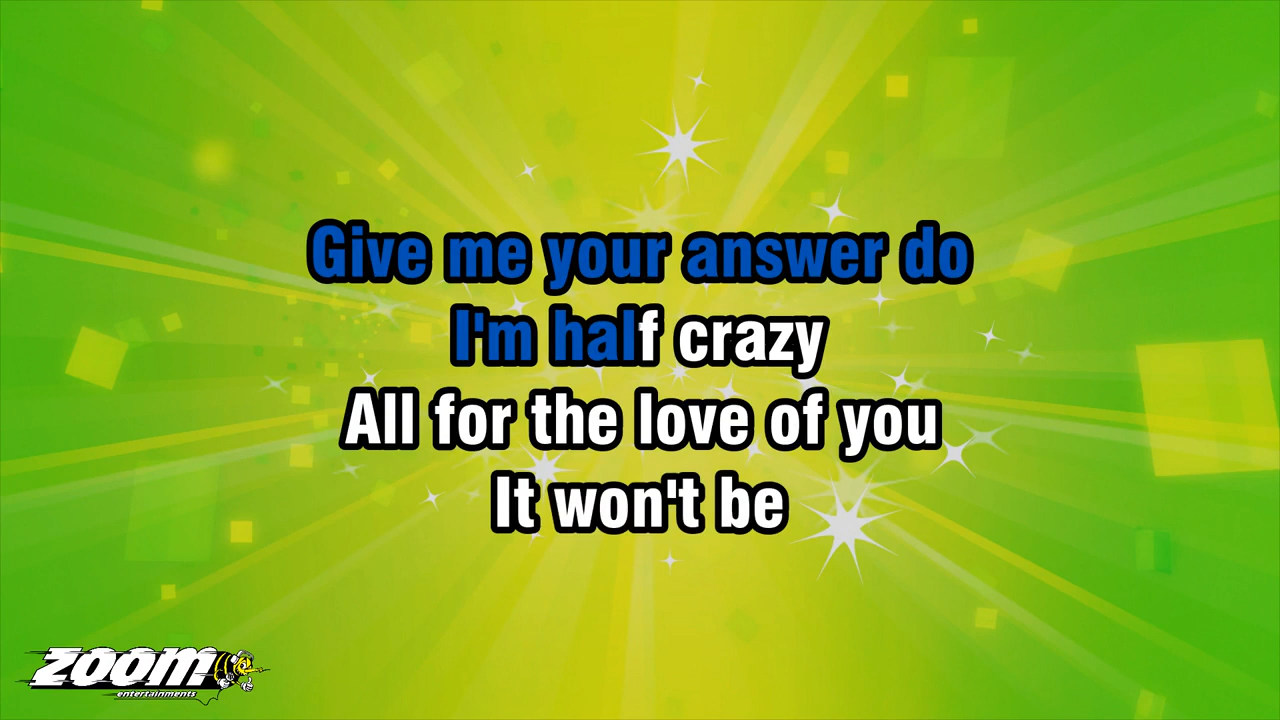 Give me your answer do
I'm half crazy
All for the love of you
It won't be
zoom
entertainments